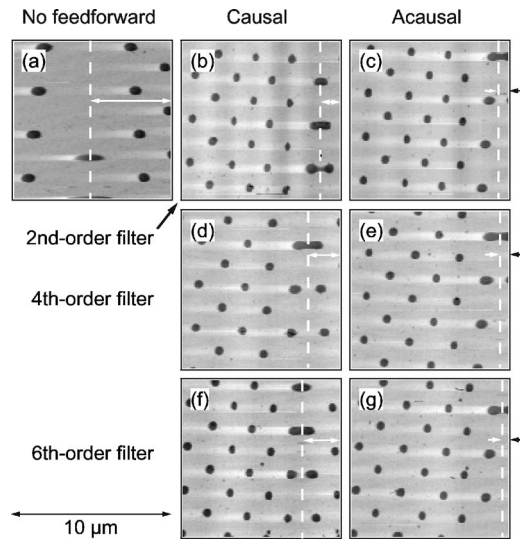 No feedforward Causal Acausal
(a) (b) (c)
2nd-order filter
(d) (e)
4th-order filter
(f) (g)
6th-order filter
10 µm